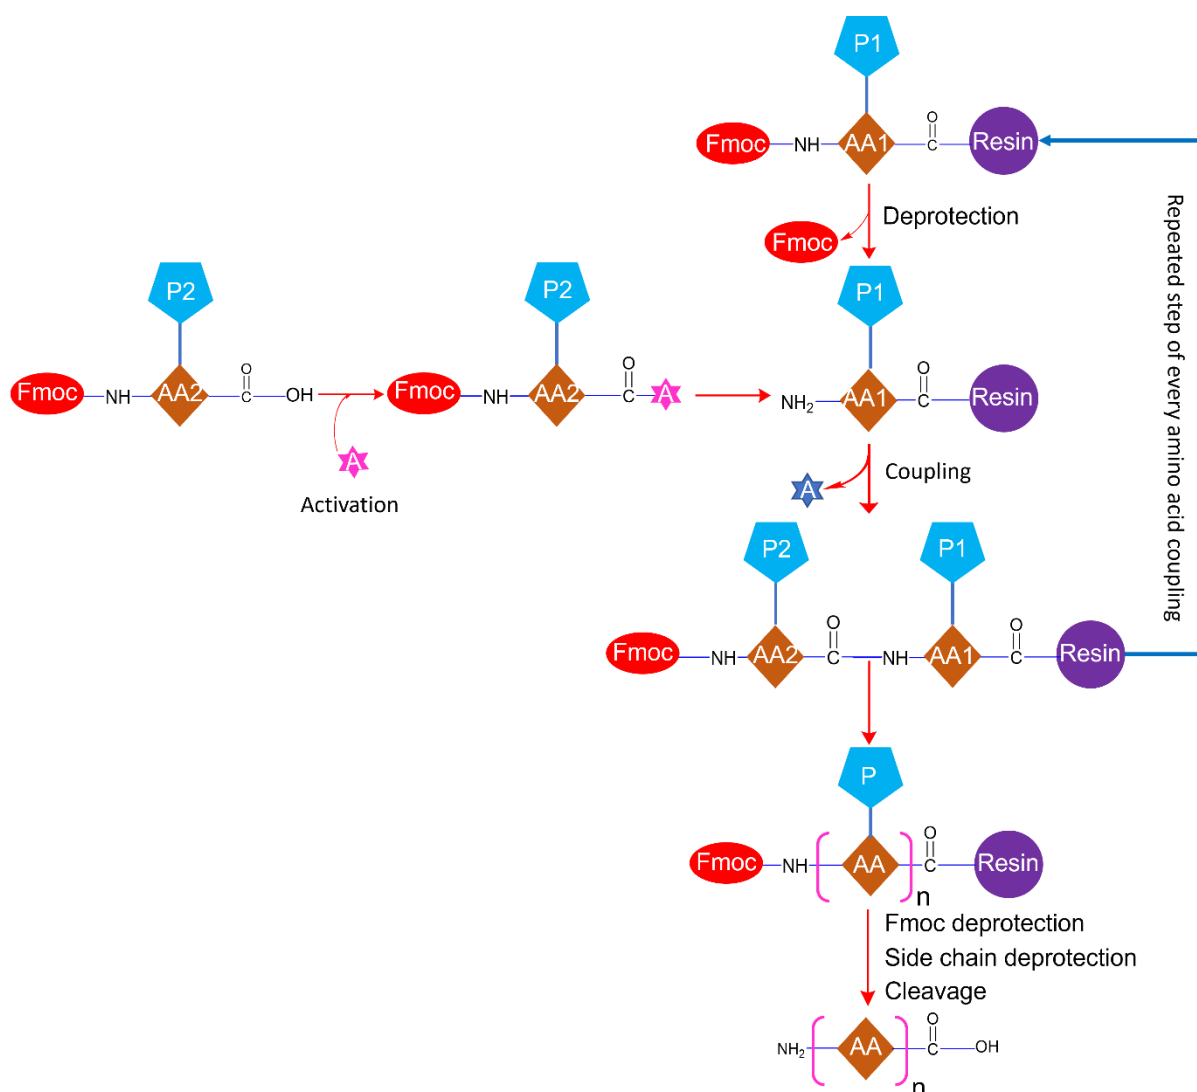 P1
O
Fmoc NH AA1 C Resin
Deprotection
Fmoc
P2 P2 P1
O O O
Fmoc NH AA2 C OH Fmoc NH AA2 C A NH2 AA1 C Resin
A
Activation
Coupling
A
P2 P1
O O
Fmoc NH AA2 C NH AA1 C Resin
Repeated step of every amino acid coupling
P
O
Fmoc NH AA C Resin
n
Fmoc deprotection
Side chain deprotection
Cleavage
O
NH2 AA C OH
n